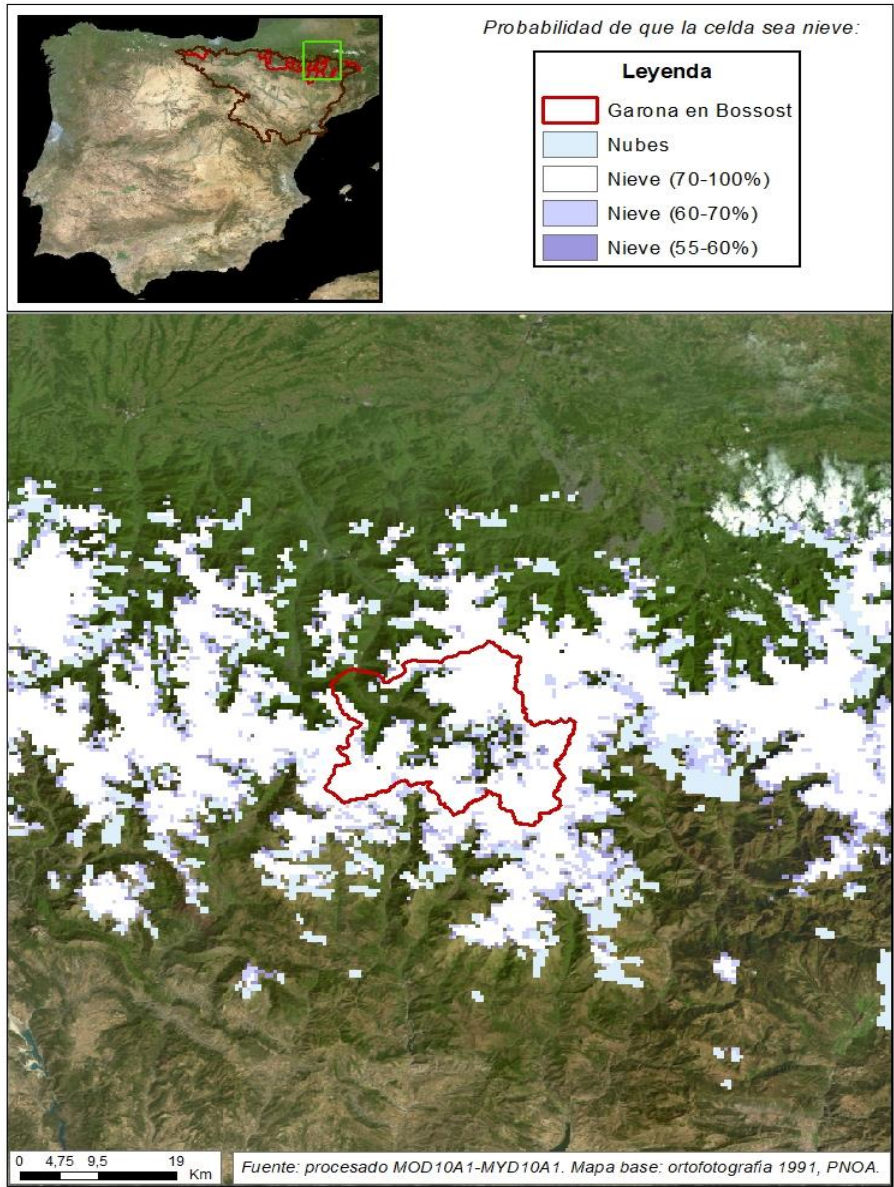 Probabilidad de que la celda sea nieve:
Leyenda
Garona en Bossost
Nubes
Nieve (70-100%)
Nieve (60-70%)
Nieve (55-60%)
0 4,75 9,5 19
Km
Fuente: procesado MOD10A1-MYD10A1. Mapa base: ortofotografia 1991, PNOA.